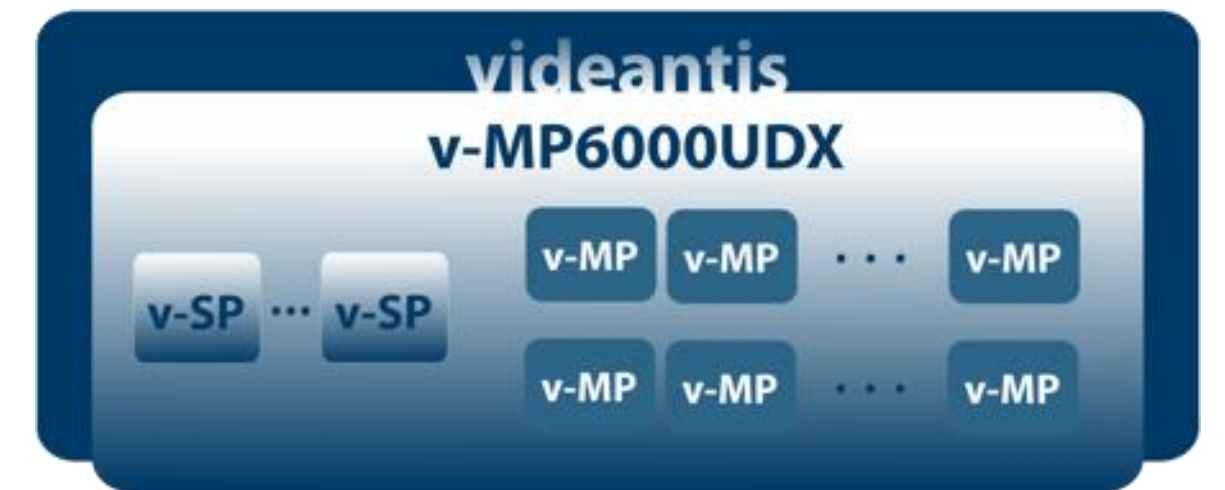 videantis
v-MP6000UDX
v-MP v-MP . . . v-MP
v-SP ... v-SP
v-MP v-MP . . . v-MP